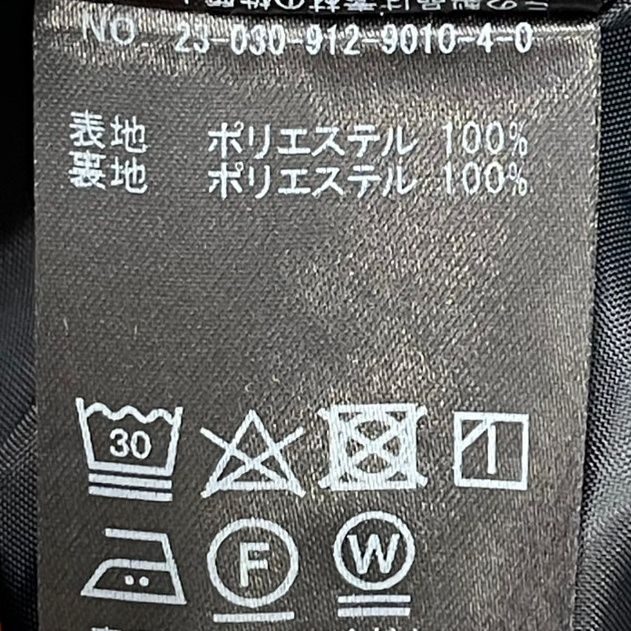 NO 23-030-912-9010-4-0
表地 ポリエステル 100%
裏地 ポリエステル 100%
30
F W